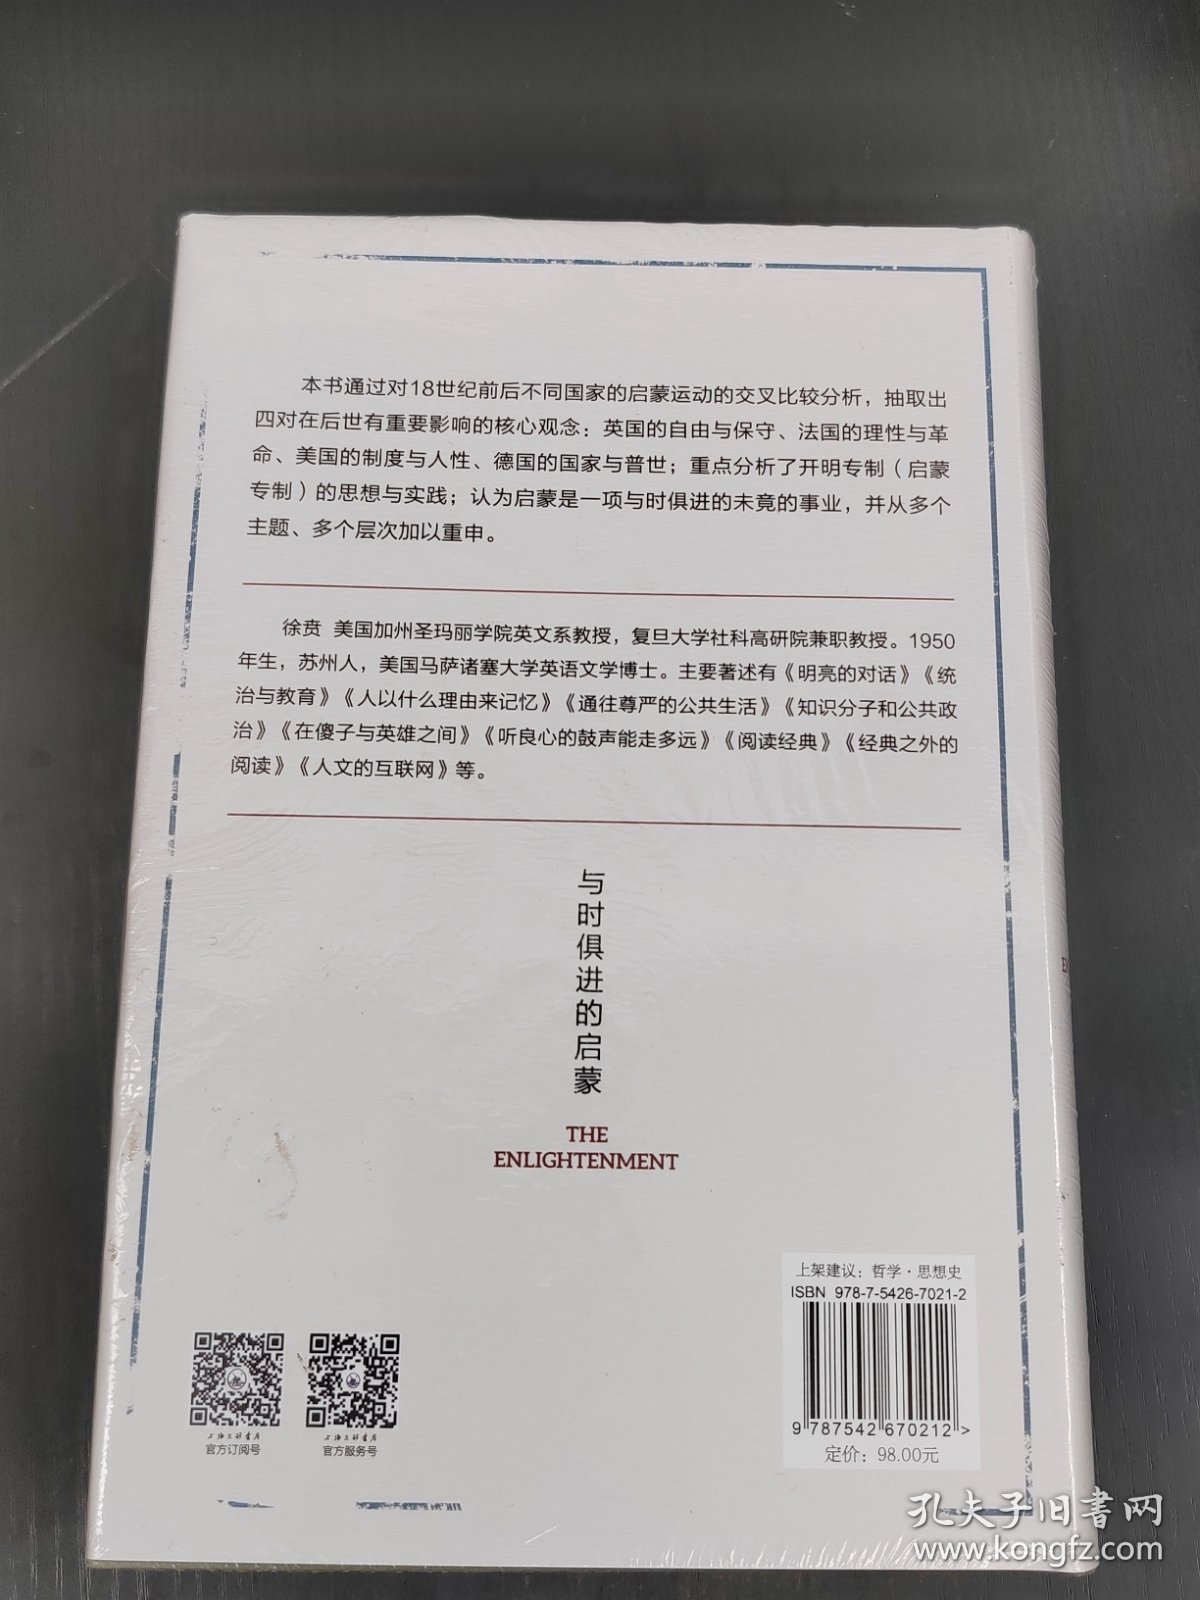 本书通过对18世纪前后不同国家的启蒙运动的交叉比较分析，抽取出
四对在后世有重要影响的核心观念：英国的自由与保守、法国的理性与革
命、美国的制度与人性、德国的国家与普世；重点分析了开明专制（启蒙
专制）的思想与实践；认为启蒙是一项与时俱进的未竟的事业，并从多个
主题、多个层次加以重申。
徐贲 美国加州圣玛丽学院英文系教授，复旦大学社科高研院兼职教授。1950
年生，苏州人，美国马萨诸塞大学英语文学博士。主要著述有《明亮的对话》《统
治与教育》《人以什么理由来记忆》《通往尊严的公共生活》《知识分子和公共政
治》《在傻子与英雄之间》《听良心的鼓声能走多远》《阅读经典》《经典之外的
阅读》《人文的互联网》等。
与时俱进的启蒙
THE
ENLIGHTENMENT
上架建议：哲学·思想史
ISBN 978-7-5426-7021-2
9 787542 670212 >
定价：98.00元
上海三联书店
官方订阅号
上海三联书店
官方服务号
孔夫子旧书网
www.kongfz.com